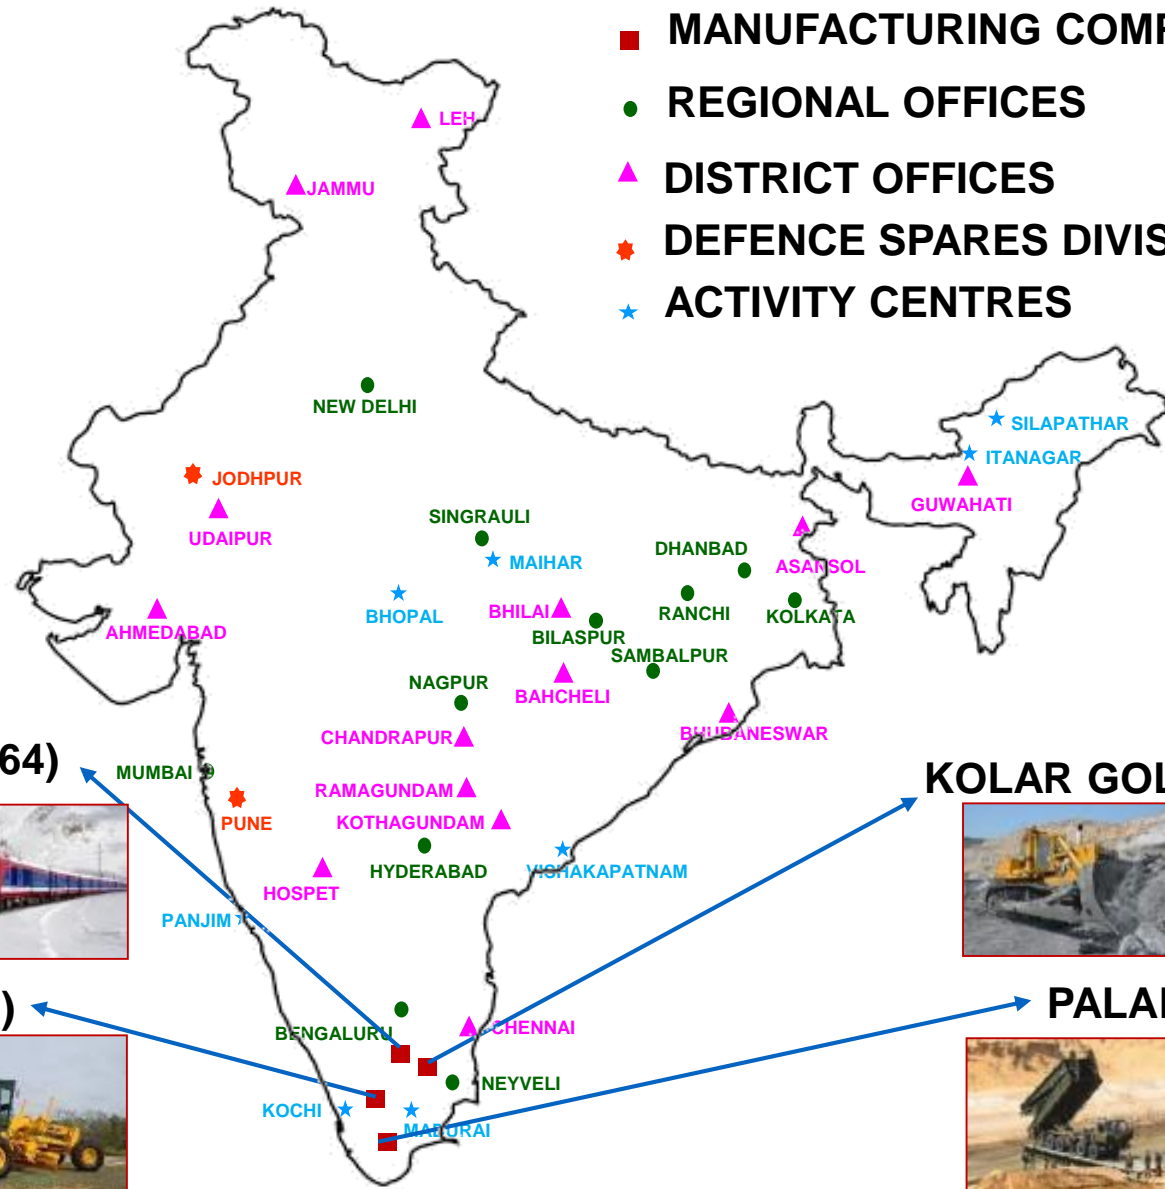 MANUFACTURING COMP
REGIONAL OFFICES
DISTRICT OFFICES
DEFENCE SPARES DIVIS
ACTIVITY CENTRES
LEH
JAMMU
NEW DELHI
SILAPATHAR
ITANAGAR
GUWAHATI
JODHPUR
UDAIPUR
SINGRAULI
MAIHAR
DHANBAD
ASANSOL
BHOPAL
BHILAI
RANCHI
KOLKATA
AHMEDABAD
BILASPUR
SAMBALPUR
NAGPUR
BAHCHELI
BHUBANESWAR
CHANDRAPUR
64)
MUMBAI
KOLAR GOL
RAMAGUNDAM
PUNE
KOTHAGUNDAM
HYDERABAD
VISHAKAPATNAM
HOSPET
PANJIM
)
PALAK
BENGALURU
CHENNAI
NEYVELI
KOCHI
MADURAI